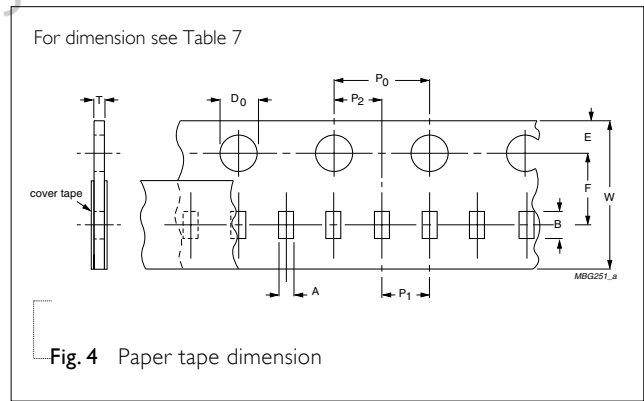 For dimension see Table 7
P0
D0
P2
T
E
F
W
cover tape
B
MBG251_a
A
P1
Fig. 4 Paper tape dimension